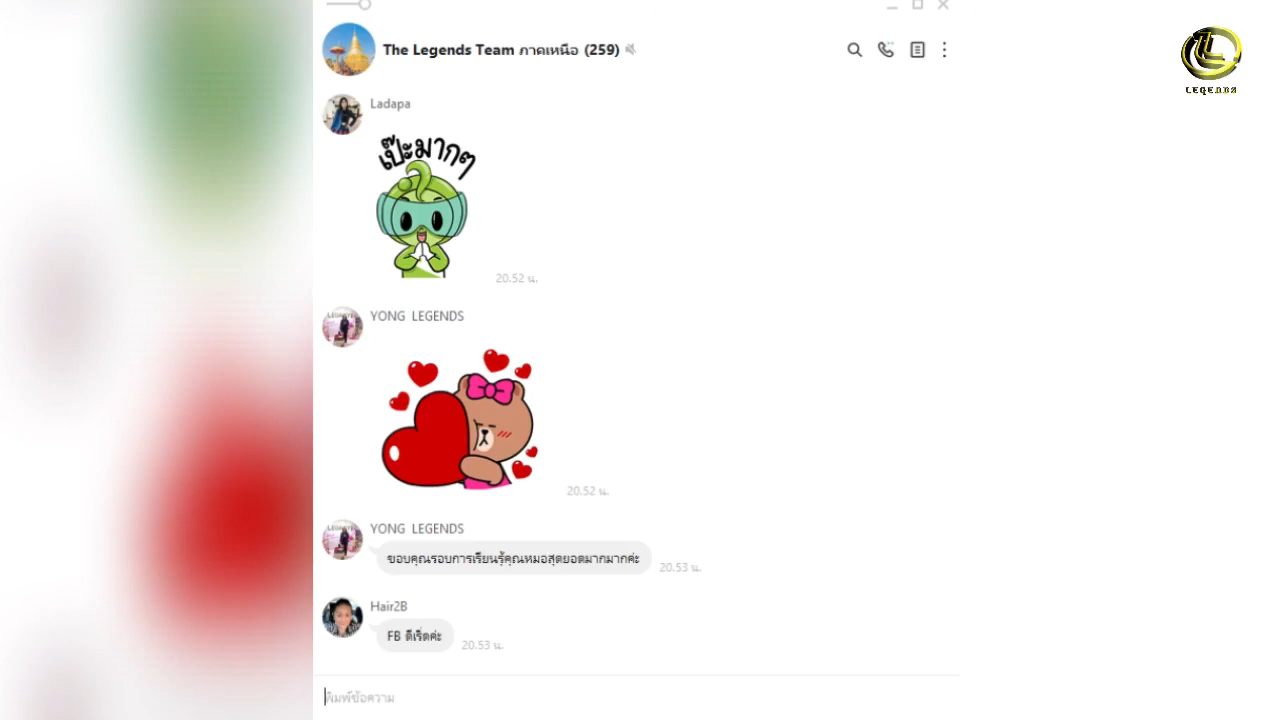 The Legends Team ภาคเหนือ (259)
LEGENDS
Ladapa
เป๊ะมากๆ
20.52 น.
YONG LEGENDS
20.52 น.
YONG LEGENDS
ขอบคุณรอบการเรียนรู้คุณหมอสุดยอดมากมากค่ะ
20.53 น.
Hair2B
FB ดีเริ่ดค่ะ
20.53 น.
พิมพ์ข้อความ